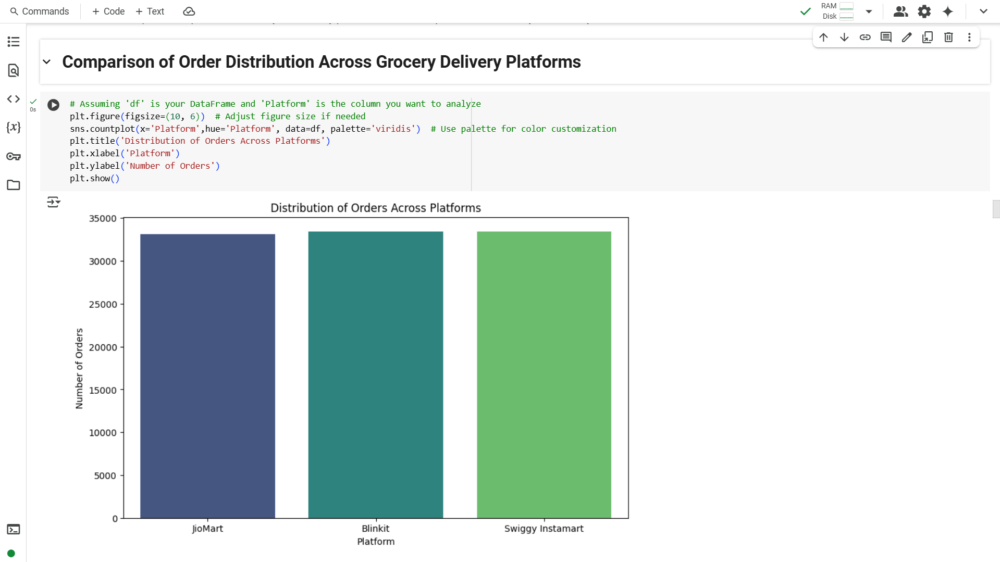 Commands + Code + Text
RAM
Disk
Comparison of Order Distribution Across Grocery Delivery Platforms
0s
# Assuming 'df' is your DataFrame and 'Platform' is the column you want to analyze
plt.figure(figsize=(10, 6))  # Adjust figure size if needed
sns.countplot(x='Platform',hue='Platform', data=df, palette='viridis')  # Use palette for color customization
plt.title('Distribution of Orders Across Platforms')
plt.xlabel('Platform')
plt.ylabel('Number of Orders')
plt.show()
Distribution of Orders Across Platforms
35000
30000
25000
20000
15000
10000
5000
0
Number of Orders
JioMart Blinkit Swiggy Instamart
Platform